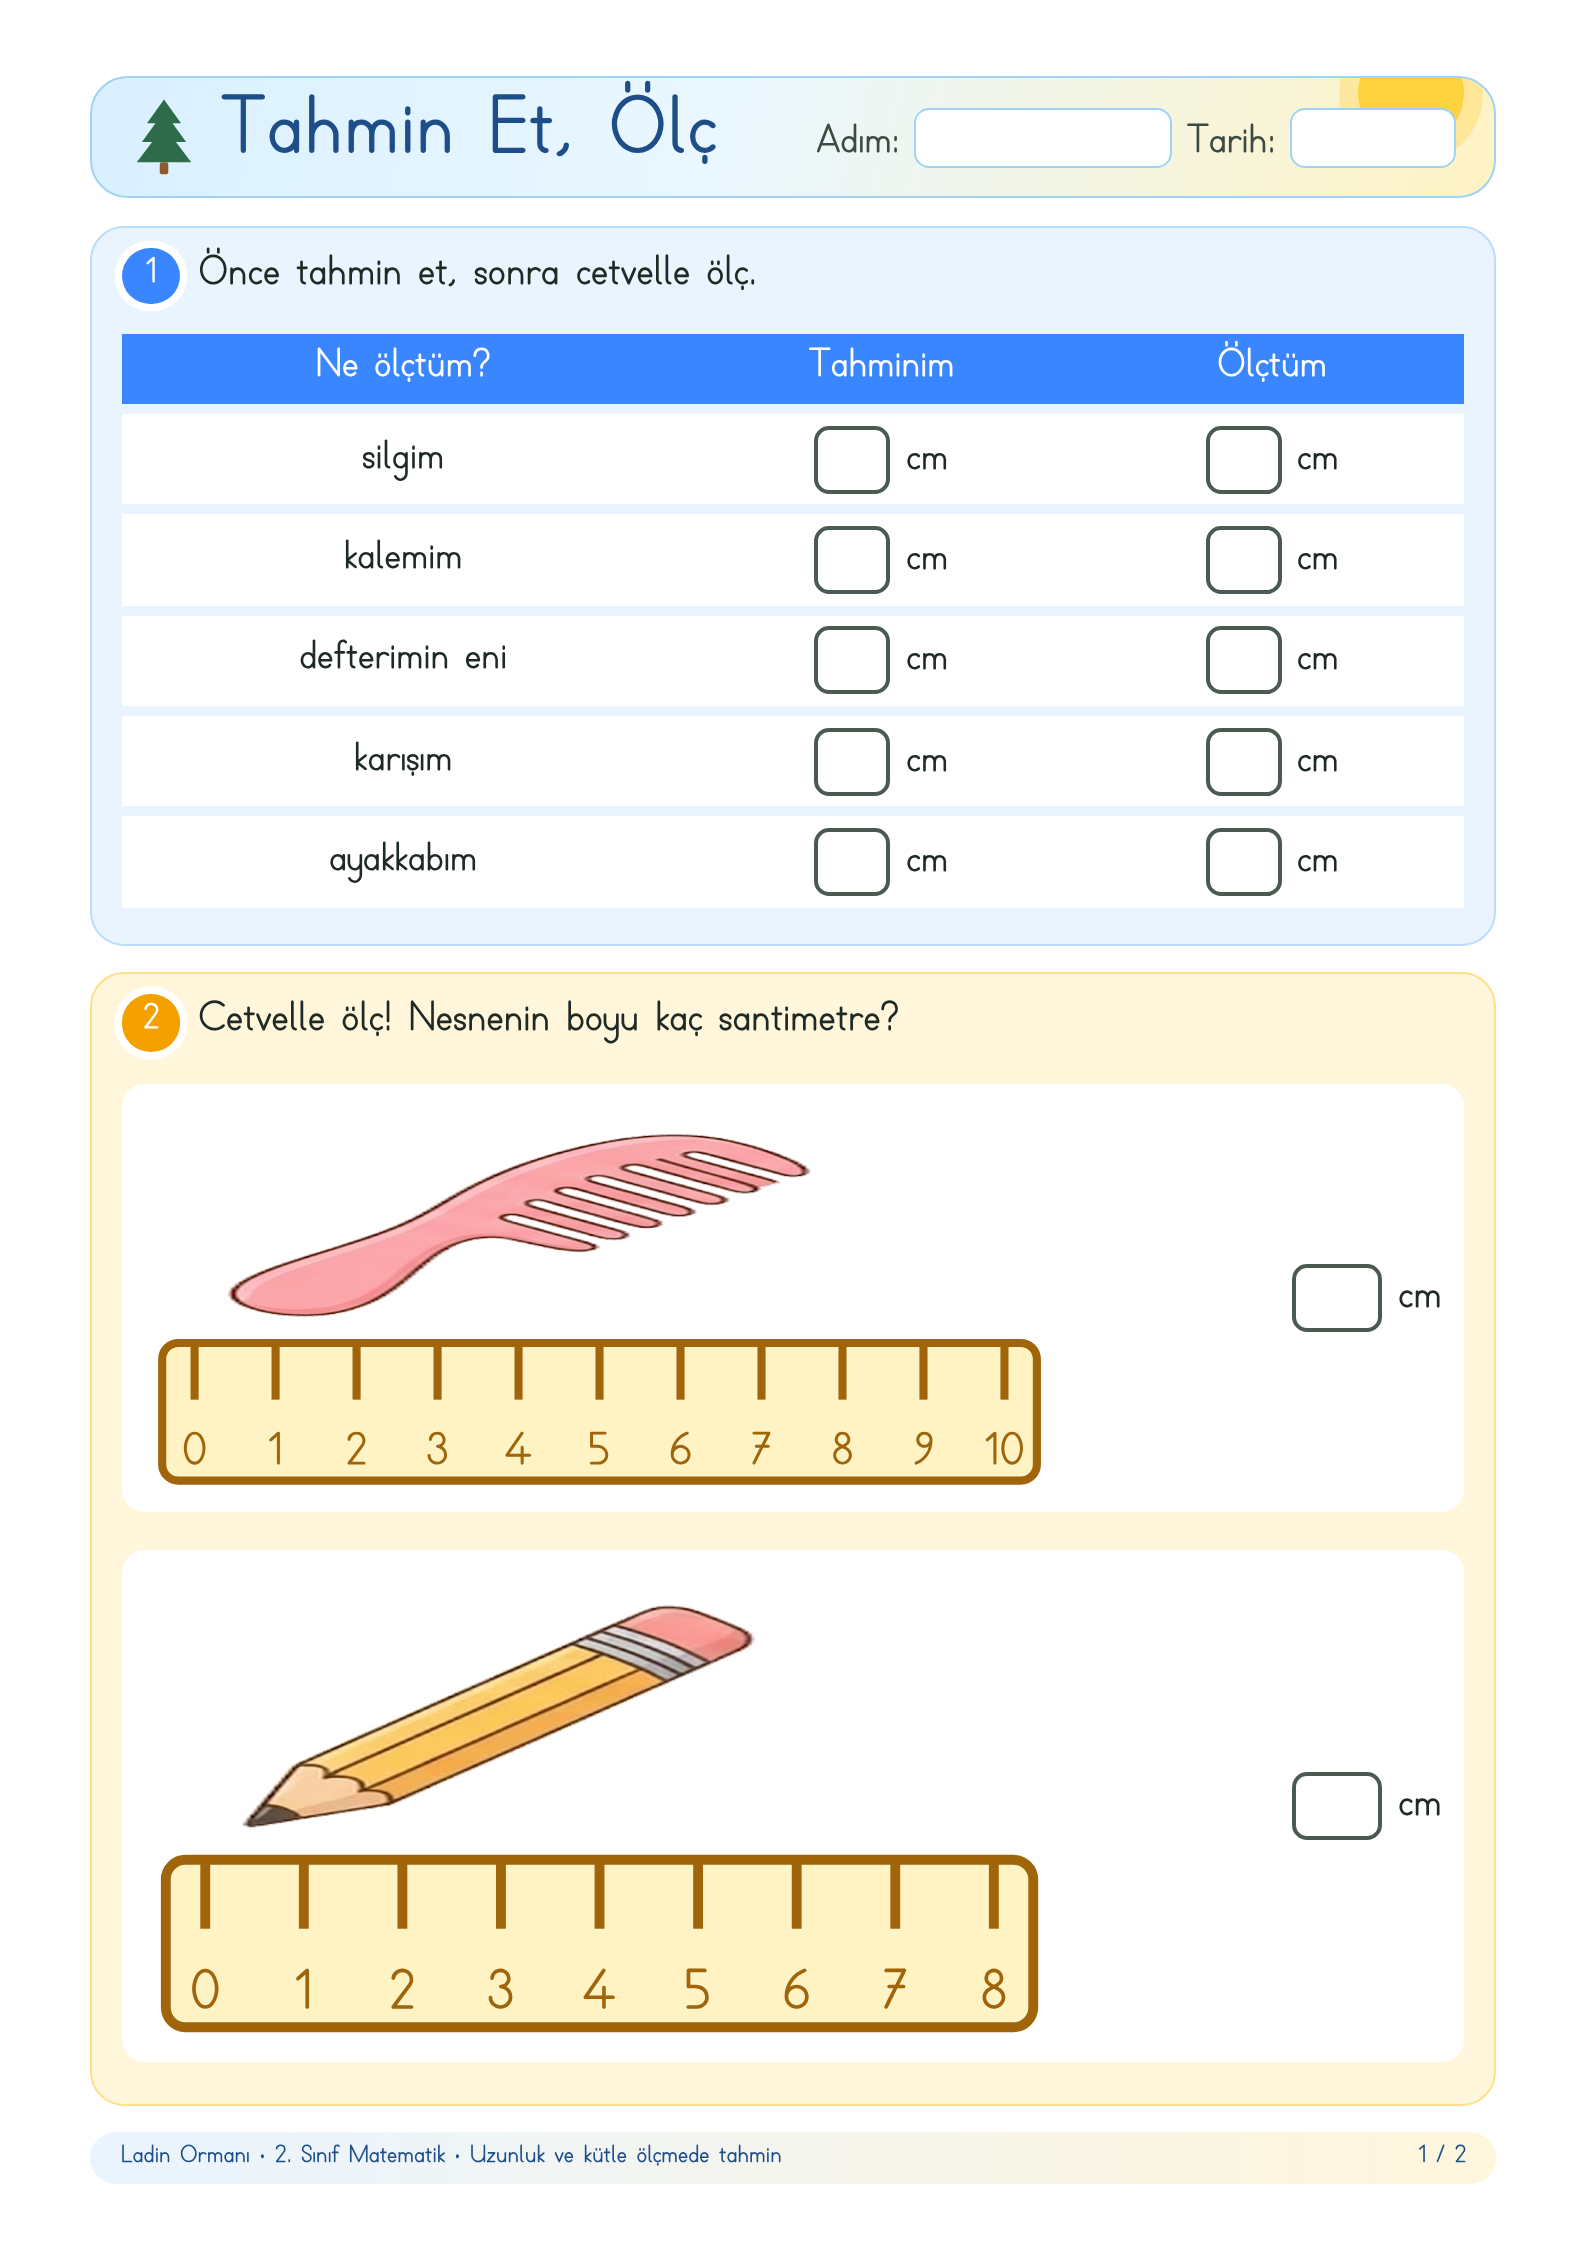 Tahmin Et, Ölç Adım: Tarih:
1 Önce tahmin et, sonra cetvelle ölç.
Ne ölçtüm? Tahminim Ölçtüm
silgim cm cm
kalemim cm cm
defterimin eni cm cm
karışım cm cm
ayakkabım cm cm
2 Cetvelle ölç! Nesnenin boyu kaç santimetre?
cm
0 1 2 3 4 5 6 7 8 9 10
cm
0 1 2 3 4 5 6 7 8
Ladin Ormanı • 2. Sınıf Matematik • Uzunluk ve kütle ölçmede tahmin 1 / 2